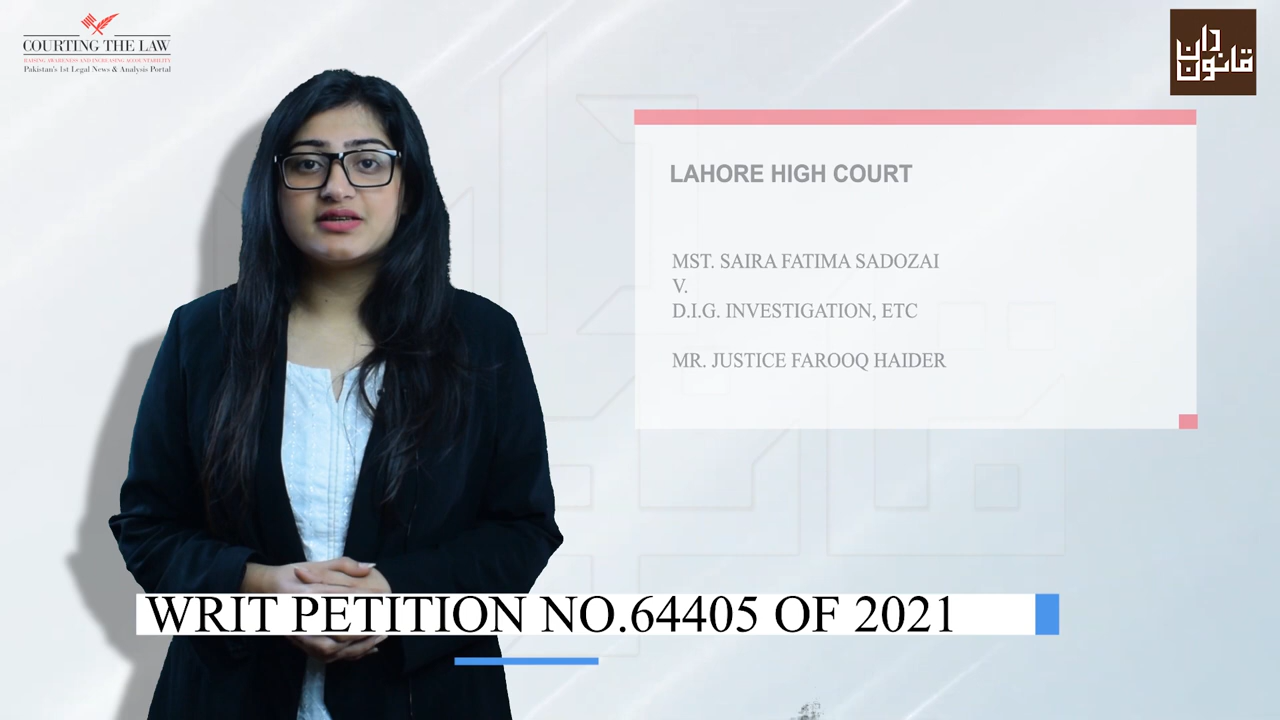 COURTING THE LAW
RAISING AWARENESS AND INCREASING ACCOUNTABILITY
Pakistan's 1st Legal News & Analysis Portal
قانون دان
LAHORE HIGH COURT
MST. SAIRA FATIMA SADOZAI
V.
D.I.G. INVESTIGATION, ETC
MR. JUSTICE FAROOQ HAIDER
WRIT PETITION NO.64405 OF 2021